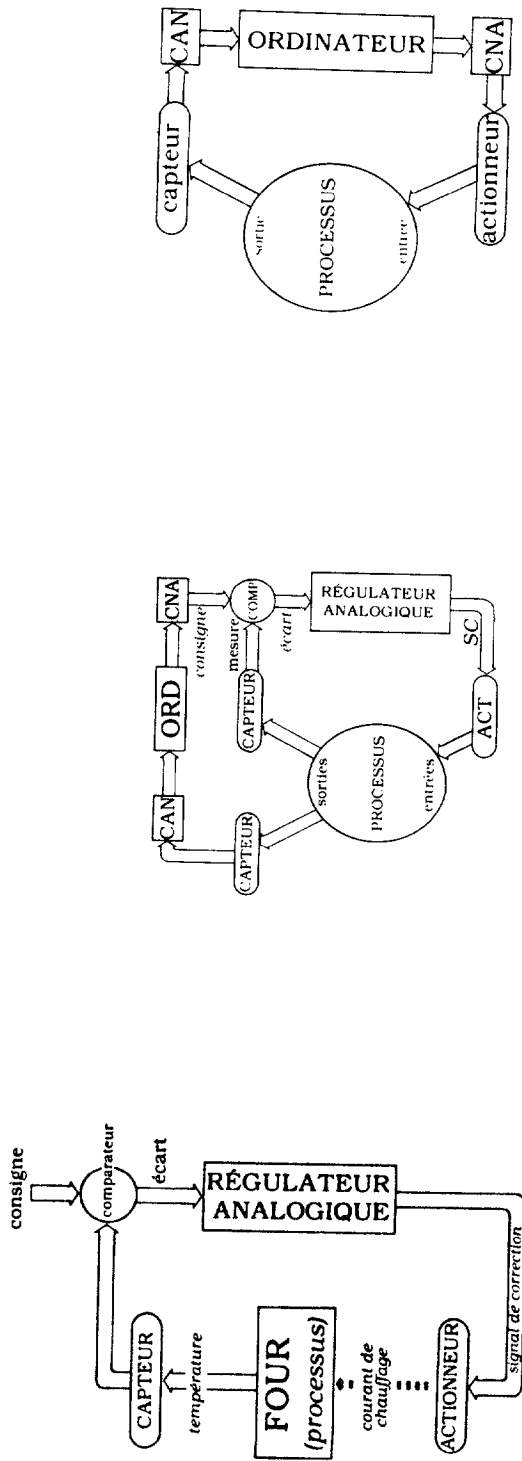 consigne
comparateur
écart
RÉGULATEUR
ANALOGIQUE
signal de correction
CAPTEUR
température
FOUR
(processus)
courant de
chauffage
ACTIONNEUR
CAN
ORD
CNA
consigne
mesure
COMP
écart
CAPTEUR
CAPTEUR
RÉGULATEUR
ANALOGIQUE
SC
sorties
PROCESSUS
entrées
ACT
CAN
ORDINATEUR
CNA
capteur
sortie
PROCESSUS
entrée
actionneur